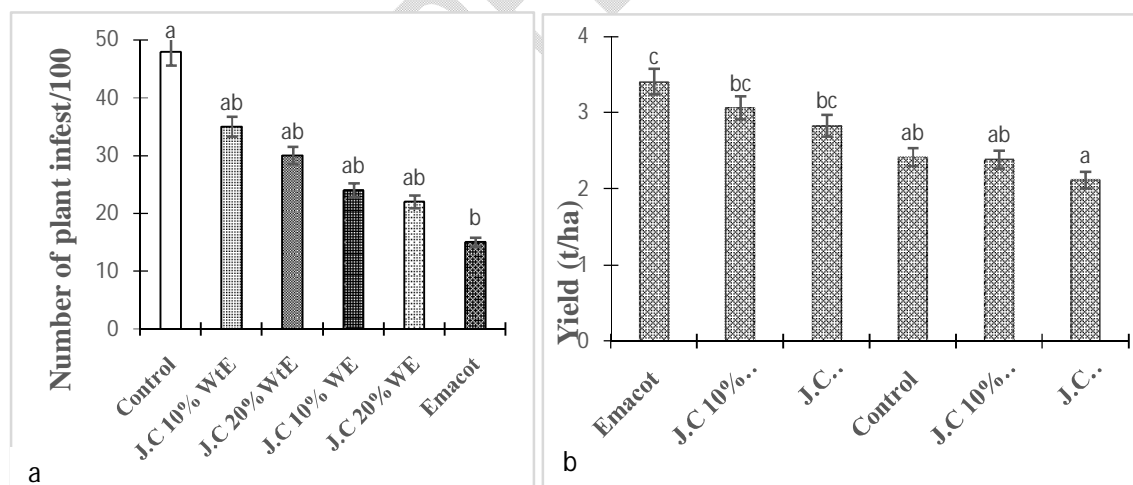 Number of plant infest/100
50
40
30
20
10
0
a
ab
ab
ab
ab
b
Control
J.C 10% WtE
J.C 20% WtE
J.C 10% WE
J.C 20% WE
Emacot
a
Yield (t/ha)
4
3
2
1
0
c
bc
bc
ab
ab
a
Emacot
J.C 10%..
J.C..
Control
J.C 10%..
J.C..
b